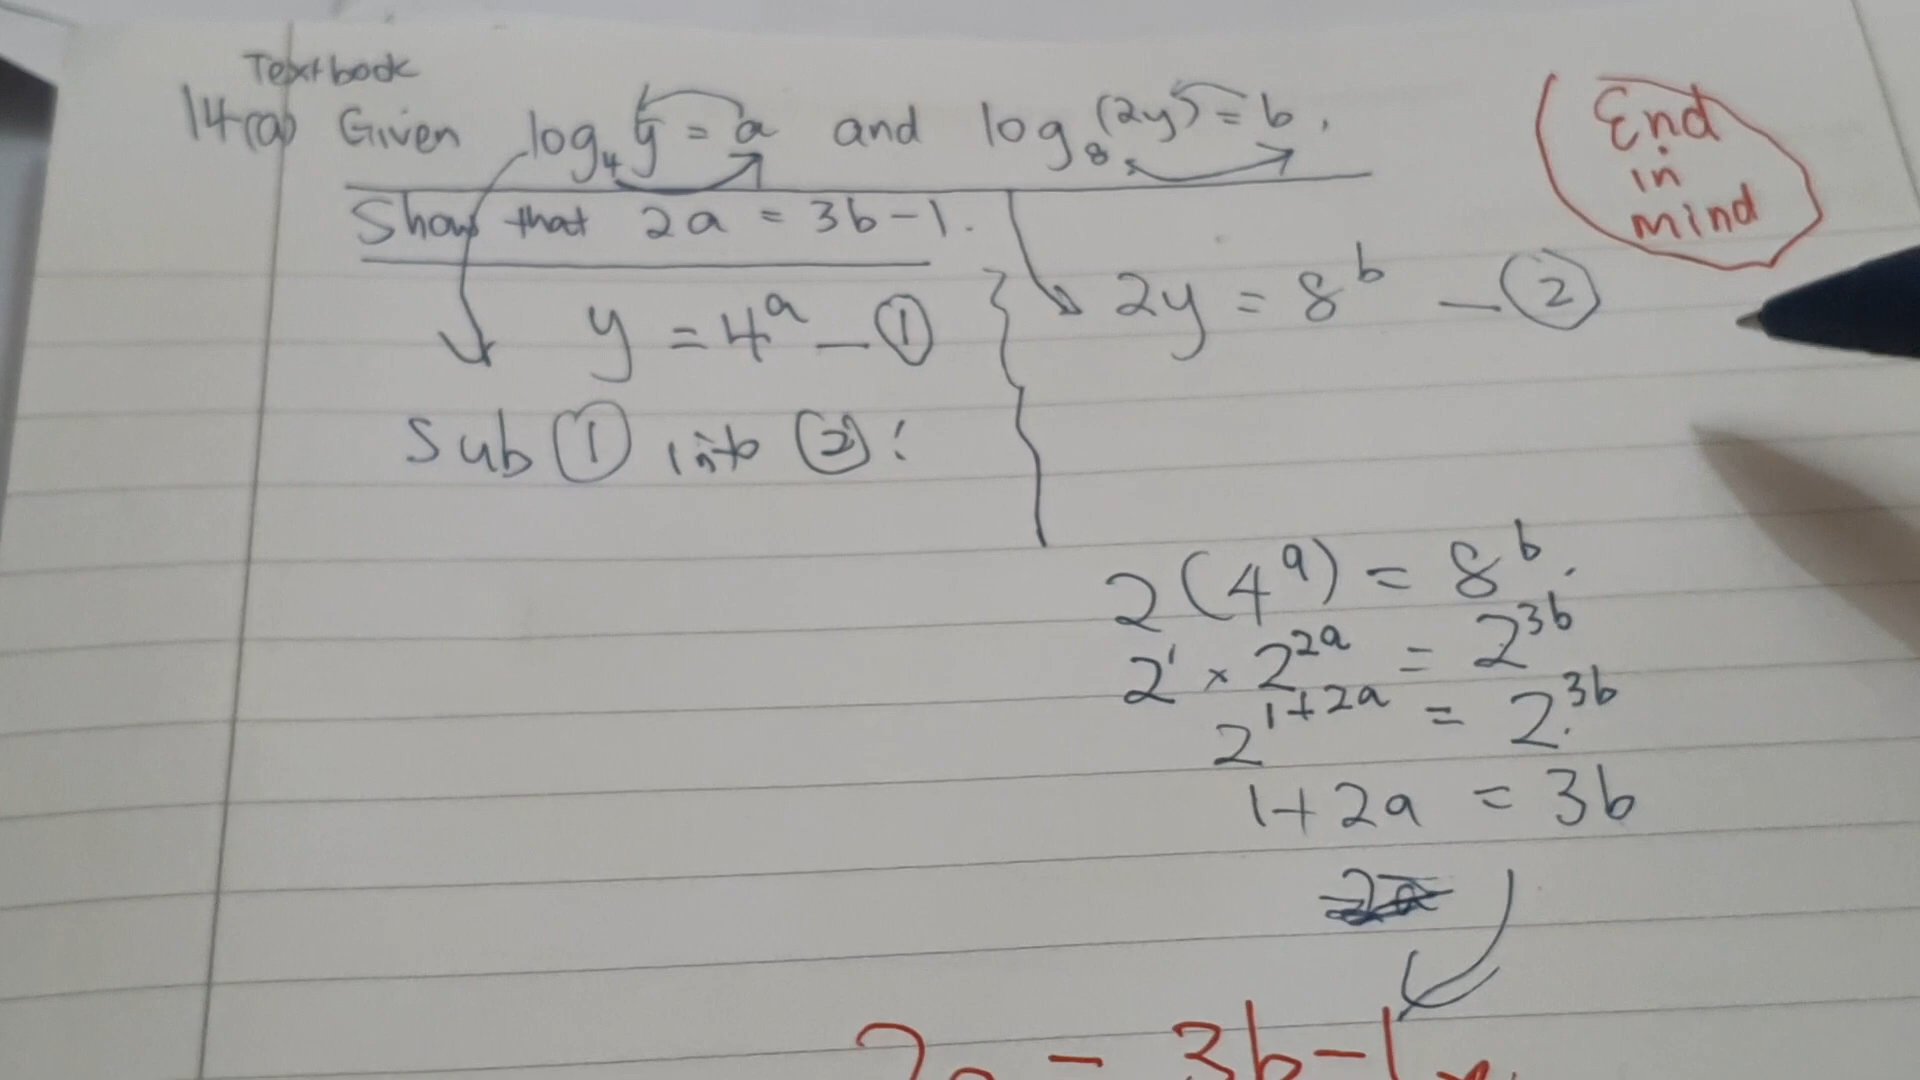 Textbook
14(a) Given log₄ y = a and log₈ (2y) = b.
Show that 2a = 3b - 1.
End
in
mind
y = 4ᵃ — ①
2y = 8ᵇ — ②
Sub ① into ② :
2(4ᵃ) = 8ᵇ.
2¹ × 2²ᵃ = 2³ᵇ
2¹⁺²ᵃ = 2³ᵇ
1 + 2a = 3b
2a = 3b - 1